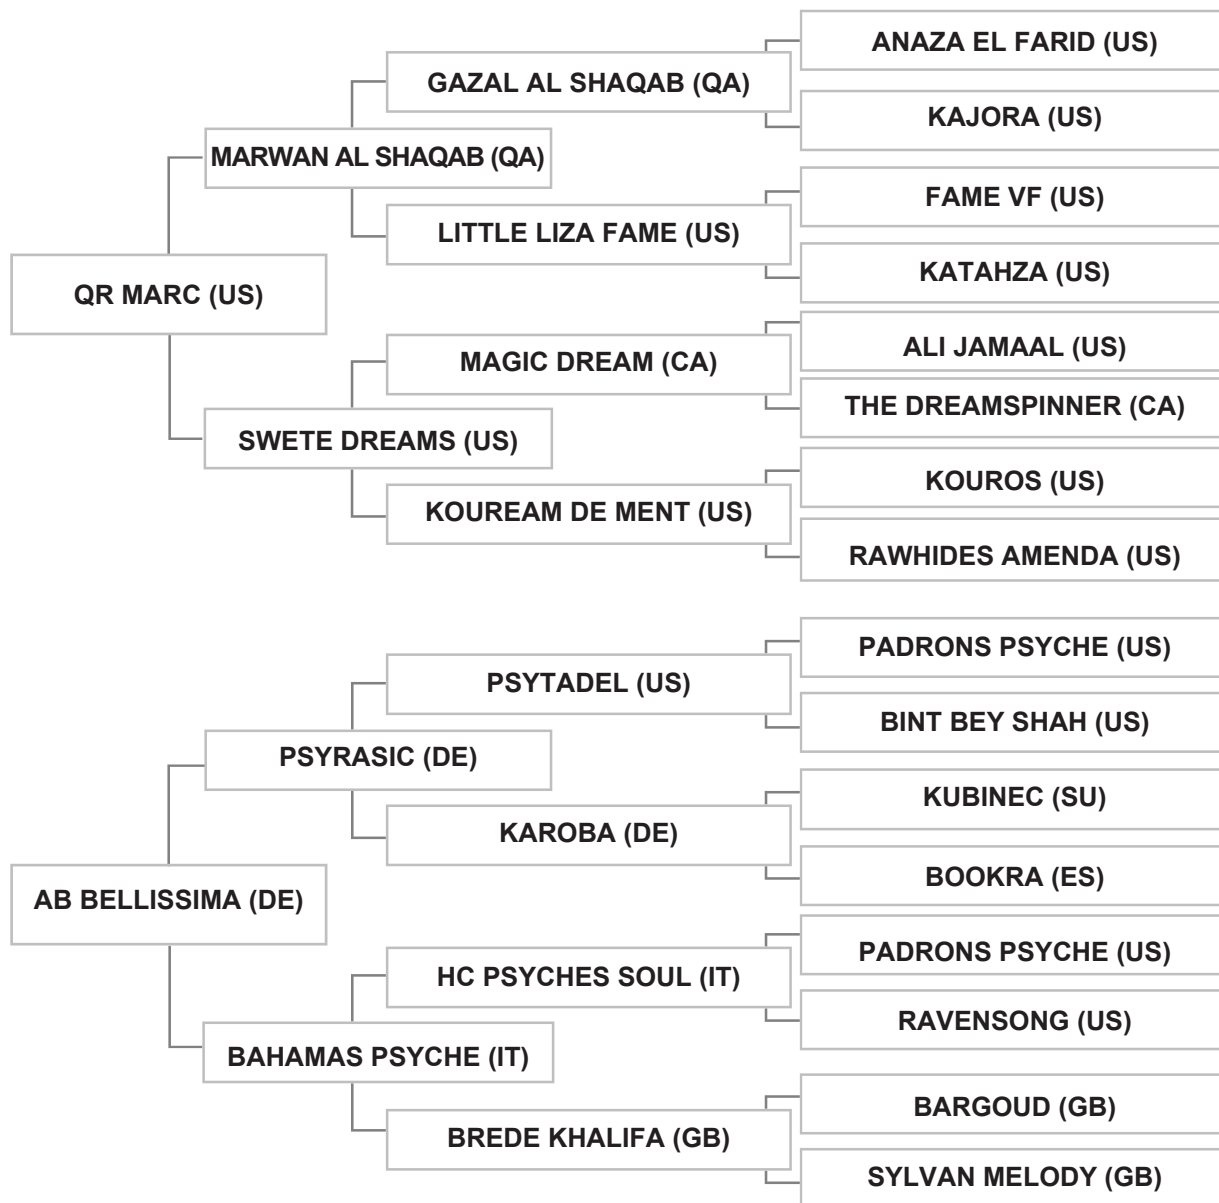 ANAZA EL FARID (US)
GAZAL AL SHAQAB (QA)
KAJORA (US)
MARWAN AL SHAQAB (QA)
FAME VF (US)
LITTLE LIZA FAME (US)
KATAHZA (US)
QR MARC (US)
ALI JAMAAL (US)
MAGIC DREAM (CA)
THE DREAMSPINNER (CA)
SWETE DREAMS (US)
KOUROS (US)
KOUREAM DE MENT (US)
RAWHIDES AMENDA (US)
PADRONS PSYCHE (US)
PSYTADEL (US)
BINT BEY SHAH (US)
PSYRASIC (DE)
KUBINEC (SU)
KAROBA (DE)
BOOKRA (ES)
AB BELLISSIMA (DE)
PADRONS PSYCHE (US)
HC PSYCHES SOUL (IT)
RAVENSONG (US)
BAHAMAS PSYCHE (IT)
BARGOUD (GB)
BREDE KHALIFA (GB)
SYLVAN MELODY (GB)